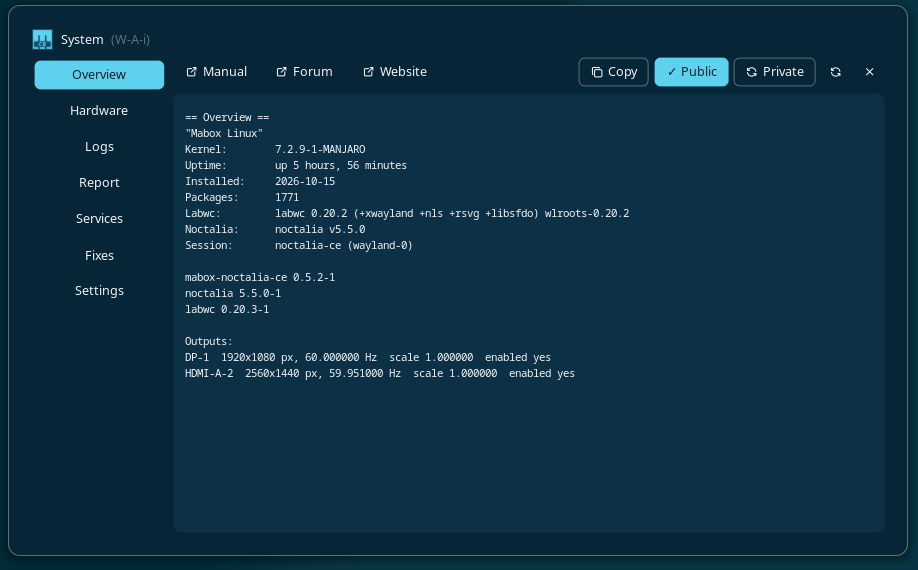 System (W-A-i)
Overview
Manual
Forum
Website
Copy
✓ Public
Private
Hardware
Logs
Report
Services
Fixes
Settings
== Overview ==
"Mabox Linux"
Kernel: 7.2.9-1-MANJARO
Uptime: up 5 hours, 56 minutes
Installed: 2026-10-15
Packages: 1771
Labwc: labwc 0.20.2 (+xwayland +nls +rsvg +libsfdo) wlroots-0.20.2
Noctalia: noctalia v5.5.0
Session: noctalia-ce (wayland-0)
mabox-noctalia-ce 0.5.2-1
noctalia 5.5.0-1
labwc 0.20.3-1
Outputs:
DP-1 1920x1080 px, 60.000000 Hz scale 1.000000 enabled yes
HDMI-A-2 2560x1440 px, 59.951000 Hz scale 1.000000 enabled yes